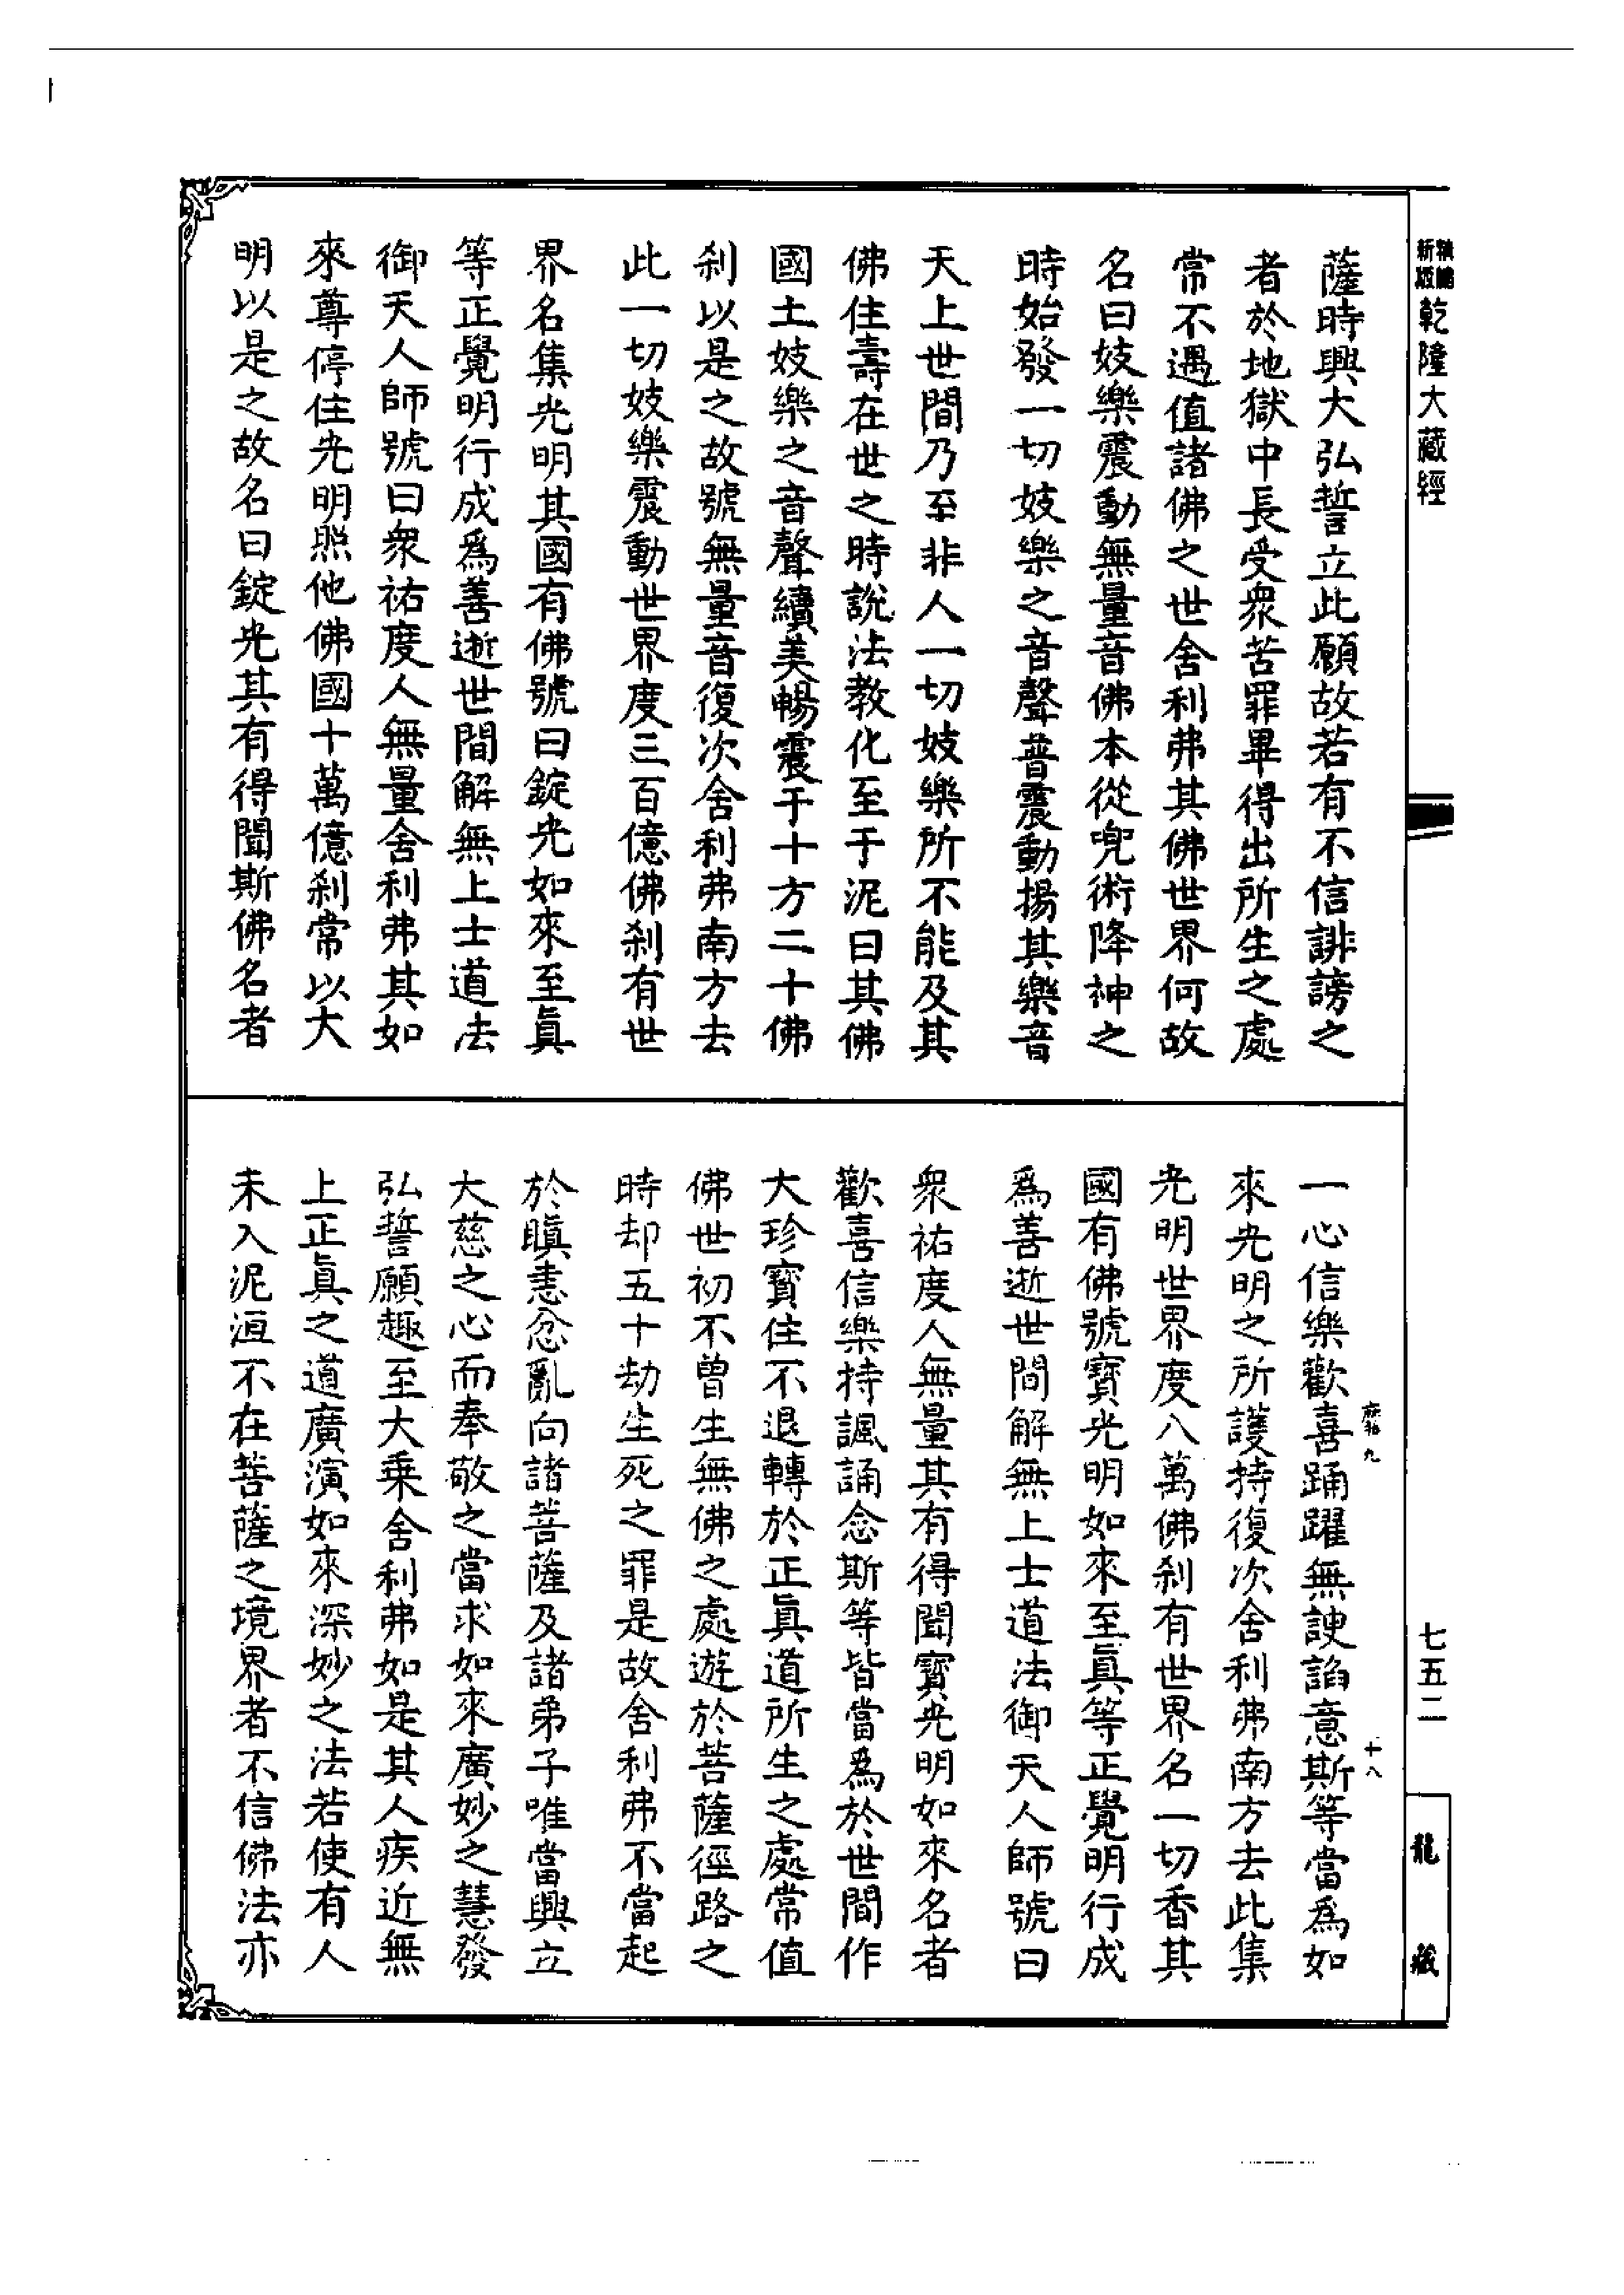 新版
精縮
乾隆大藏經
薩時興大弘誓立此願故若有不信誹謗之
者於地獄中長受衆苦罪畢得出所生之處
常不遇值諸佛之世舍利弗其佛世界何故
名曰妓樂震動無量音佛本從兜術降神之
時始發一切妓樂之音聲普震動揚其樂音
天上世間乃至非人一切妓樂所不能及其
佛住壽在世之時說法教化至于泥曰其佛
國土妓樂之音聲續美暢震于十方二十佛
刹以是之故號無量音復次舍利弗南方去
此一切妓樂震動世界度三百億佛刹有世
界名集光明其國有佛號曰錠光如來至眞
等正覺明行成爲善逝世間解無上士道法
御天人師號曰衆祐度人無量舍利弗其如
來尊停住光明照他佛國十萬億刹常以大
明以是之故名曰錠光其有得聞斯佛名者
一心信樂歡喜踊躍無諛諂意斯等當爲如
來光明之所護持復次舍利弗南方去此集
光明世界度八萬佛刹有世界名一切香其
國有佛號寶光明如來至眞等正覺明行成
爲善逝世間解無上士道法御天人師號曰
衆祐度人無量其有得聞寶光明如來名者
歡喜信樂持諷誦念斯等皆當爲於世間作
大珍寶住不退轉於正眞道所生之處常值
佛世初不曾生無佛之處遊於菩薩徑路之
時却五十劫生死之罪是故舍利弗不當起
於瞋恚忿亂向諸菩薩及諸弟子唯當興立
大慈之心而奉敬之當求如來廣妙之慧發
弘誓願趣至大乗舍利弗如是其人疾近無
上正眞之道廣演如來深妙之法若使有人
未入泥洹不在菩薩之境界者不信佛法亦
九
十八
七五二
龍藏